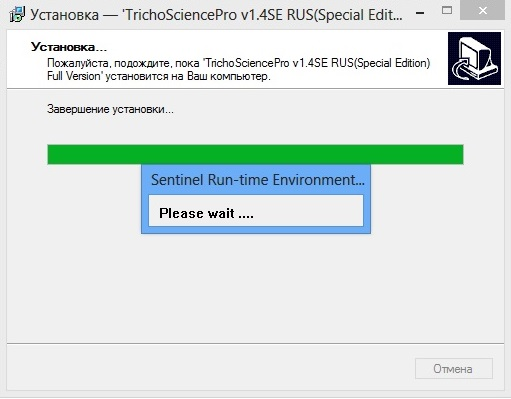 Установка — 'TrichoSciencePro v1.4SE RUS(Special Edit...
Установка...
Пожалуйста, подождите, пока 'TrichoSciencePro v1.4SE RUS(Special Edition)
Full Version' установится на Ваш компьютер.
Завершение установки...
Sentinel Run-time Environment...
Please wait ....
Отмена